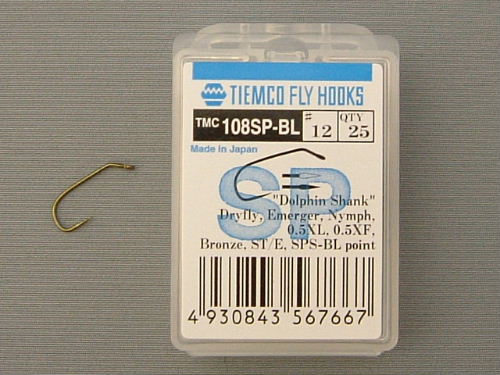 TIEMCO FLY HOOKS
TMC 108SP-BL # 12 QTY 25
Made in Japan
SP
"Dolphin Shank"
Dryfly, Emerger, Nymph,
0.5XL, 0.5XF,
Bronze, ST/E, SPS-BL point
4 930843 567667